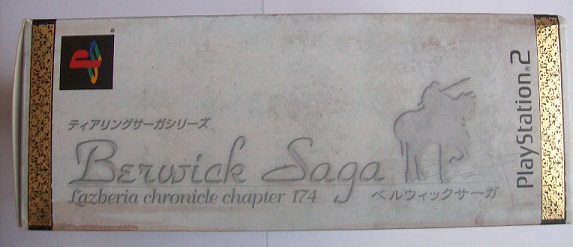 ティアリングサーガシリーズ
Berwick Saga
Lazberia chronicle chapter 174
ベルウィックサーガ
PlayStation®2